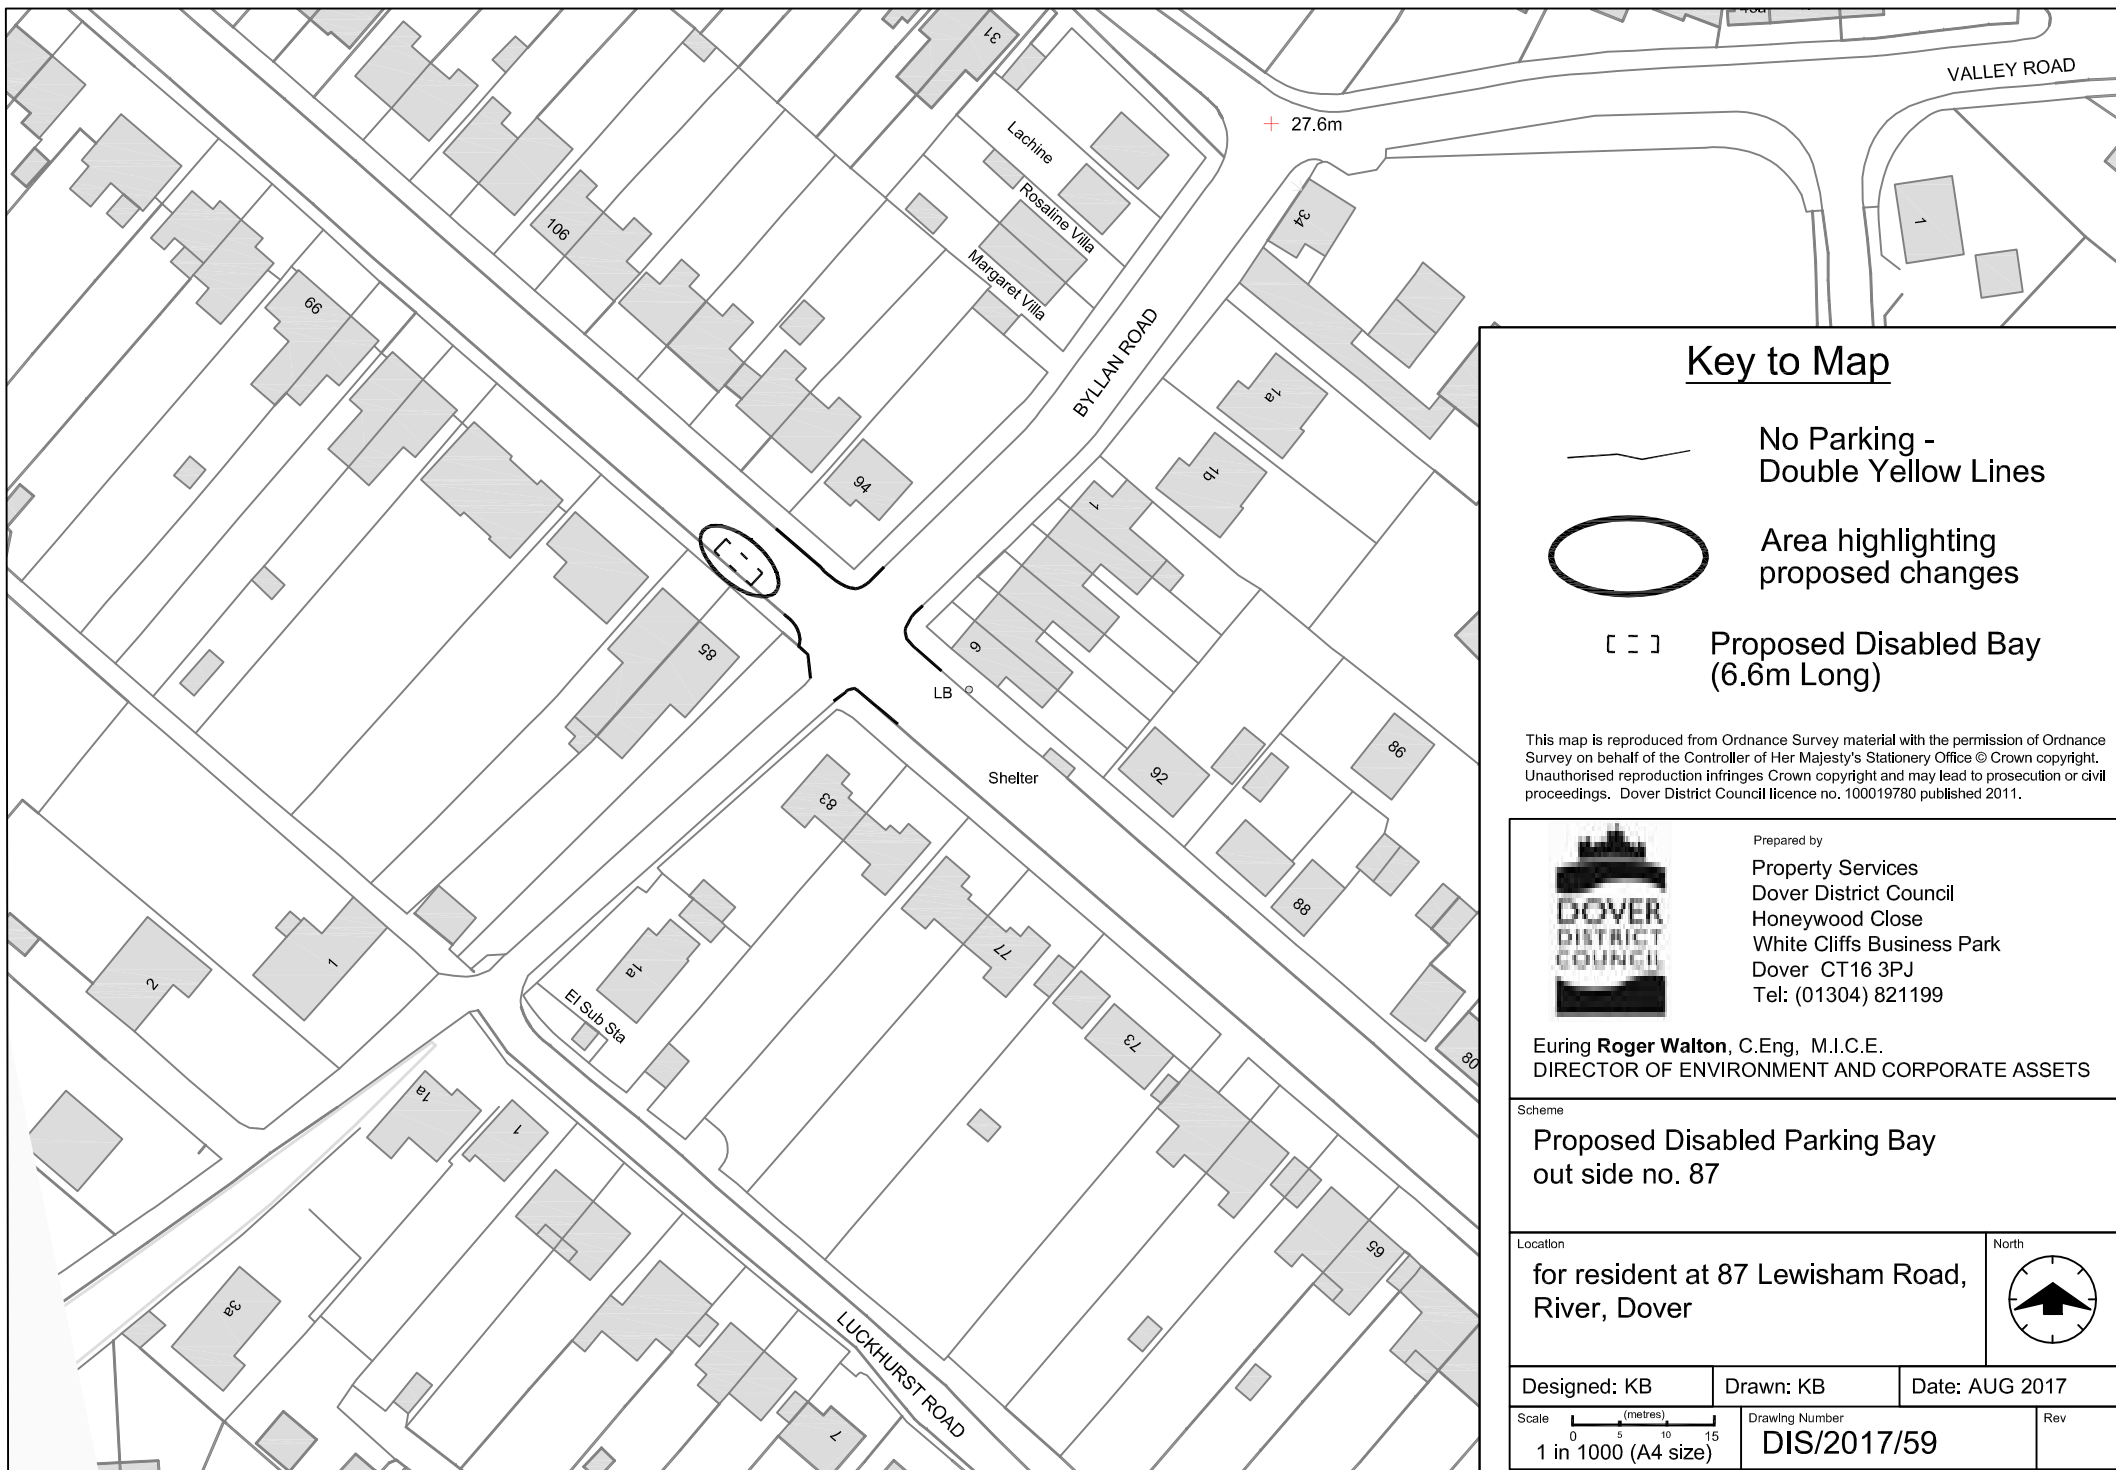 31
VALLEY ROAD
27.6m
Lachine
Rosaline Villa
Margaret Villa
34
1
106
99
BYLLAN ROAD
1a
1b
94
1
6
85
LB
Shelter
92
86
83
88
77
73
80
1
2
1a
El Sub Sta
1a
1
65
3a
LUCKHURST ROAD
7
Key to Map
No Parking -
Double Yellow Lines
Area highlighting
proposed changes
Proposed Disabled Bay
(6.6m Long)
This map is reproduced from Ordnance Survey material with the permission of Ordnance
Survey on behalf of the Controller of Her Majesty's Stationery Office © Crown copyright.
Unauthorised reproduction infringes Crown copyright and may lead to prosecution or civil
proceedings. Dover District Council licence no. 100019780 published 2011.
DOVER
DISTRICT
COUNCIL
Prepared by
Property Services
Dover District Council
Honeywood Close
White Cliffs Business Park
Dover CT16 3PJ
Tel: (01304) 821199
Euring Roger Walton, C.Eng, M.I.C.E.
DIRECTOR OF ENVIRONMENT AND CORPORATE ASSETS
Scheme
Proposed Disabled Parking Bay
out side no. 87
Location
for resident at 87 Lewisham Road,
River, Dover
North
Designed: KB
Drawn: KB
Date: AUG 2017
Scale
(metres)
0 5 10 15
1 in 1000 (A4 size)
Drawing Number
DIS/2017/59
Rev